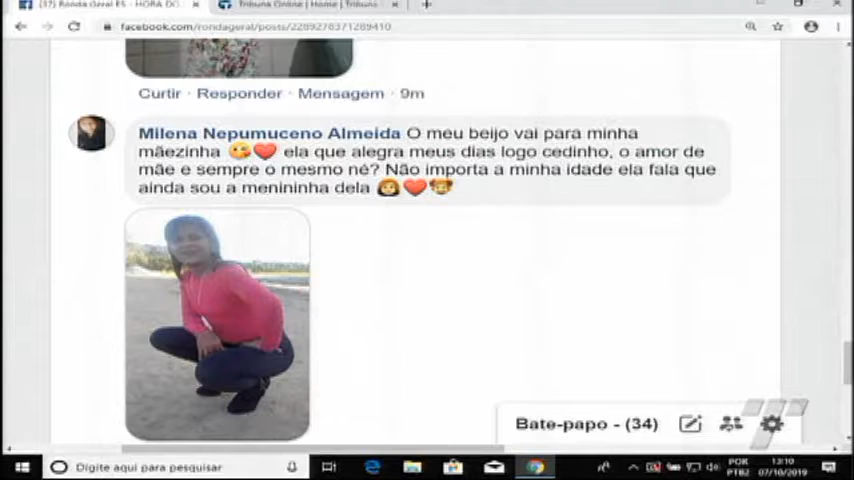 (37) Ronda Geral ES - HORA DO
Tribuna Online | Home | Tribuna
facebook.com/rondageral/posts/2289278371289410
Curtir · Responder · Mensagem · 9m
Milena Nepumuceno Almeida O meu beijo vai para minha
mãezinha 😘❤️ ela que alegra meus dias logo cedinho, o amor de
mãe e sempre o mesmo né? Não importa a minha idade ela fala que
ainda sou a menininha dela 👩❤️👧
Bate-papo - (34)
Digite aqui para pesquisar
POR
PTB2
13:10
07/10/2019